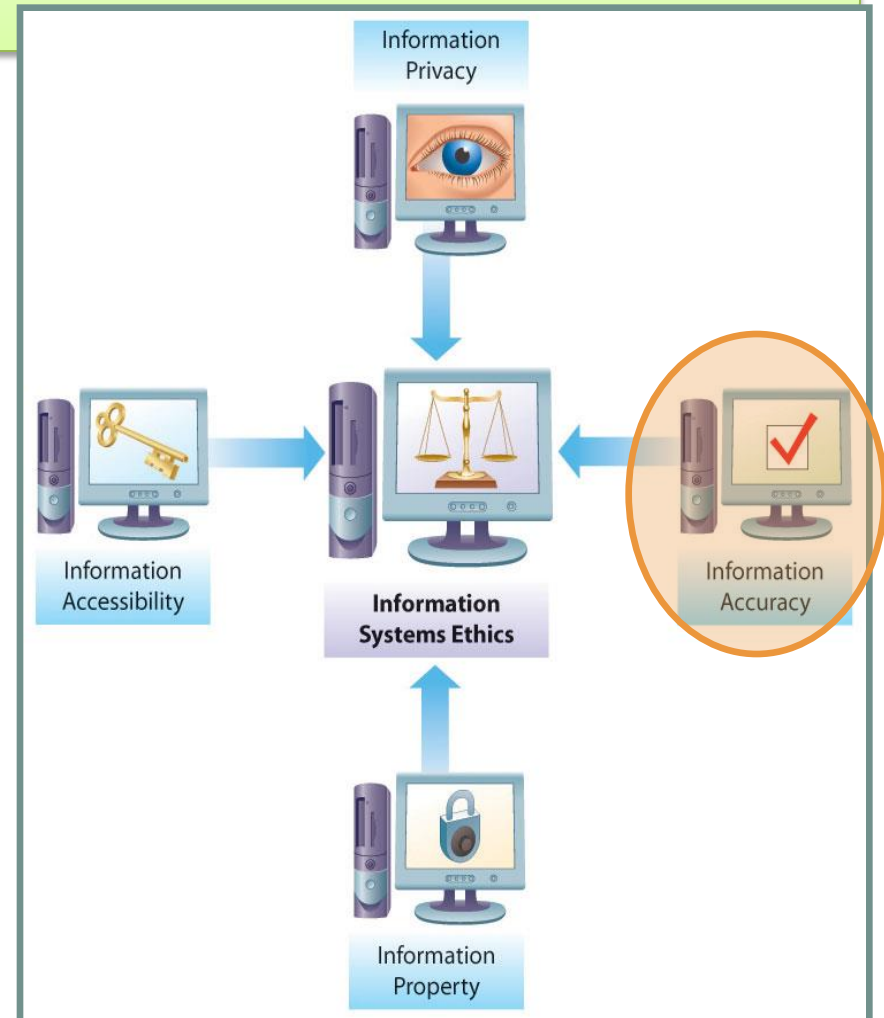 Information
Privacy
Information
Accessibility
Information
Systems Ethics
Information
Accuracy
Information
Property